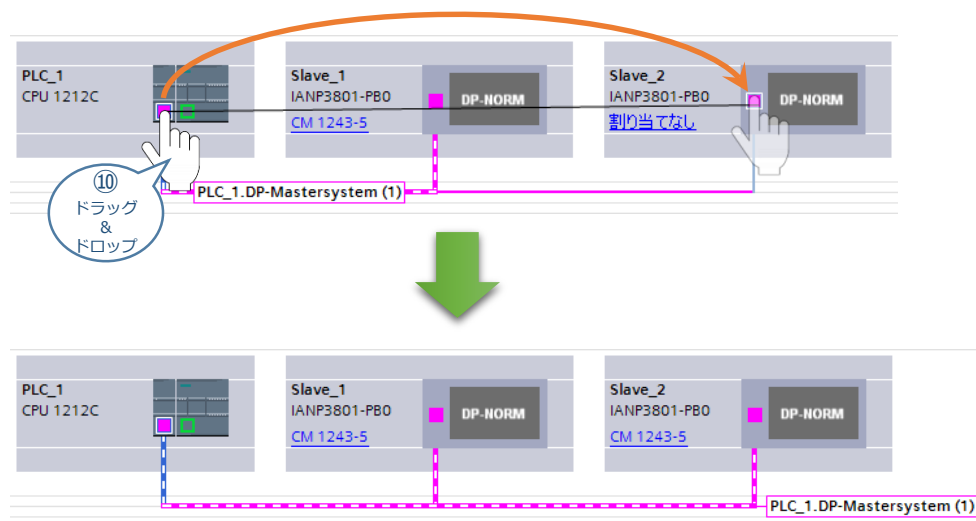 PLC_1
CPU 1212C
Slave_1
IANP3801-PB0
CM 1243-5
DP-NORM
Slave_2
IANP3801-PB0
割り当てなし
DP-NORM
⑩
ドラッグ
&
ドロップ
PLC_1.DP-Mastersystem (1)
PLC_1
CPU 1212C
Slave_1
IANP3801-PB0
CM 1243-5
DP-NORM
Slave_2
IANP3801-PB0
CM 1243-5
DP-NORM
PLC_1.DP-Mastersystem (1)